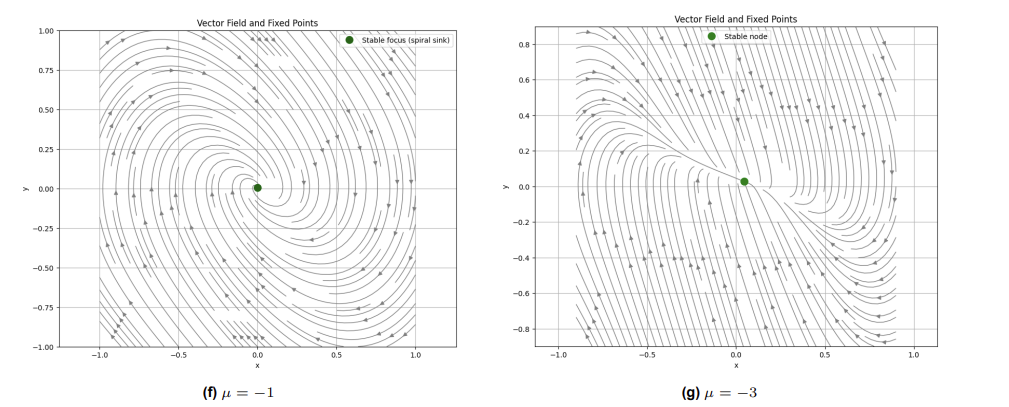 Vector Field and Fixed Points
Stable focus (spiral sink)
1.00
0.75
0.50
0.25
0.00
−0.25
−0.50
−0.75
−1.00
y
−1.0 −0.5 0.0 0.5 1.0
x
(f) μ = −1
Vector Field and Fixed Points
Stable node
0.8
0.6
0.4
0.2
0.0
−0.2
−0.4
−0.6
−0.8
y
−1.0 −0.5 0.0 0.5 1.0
x
(g) μ = −3